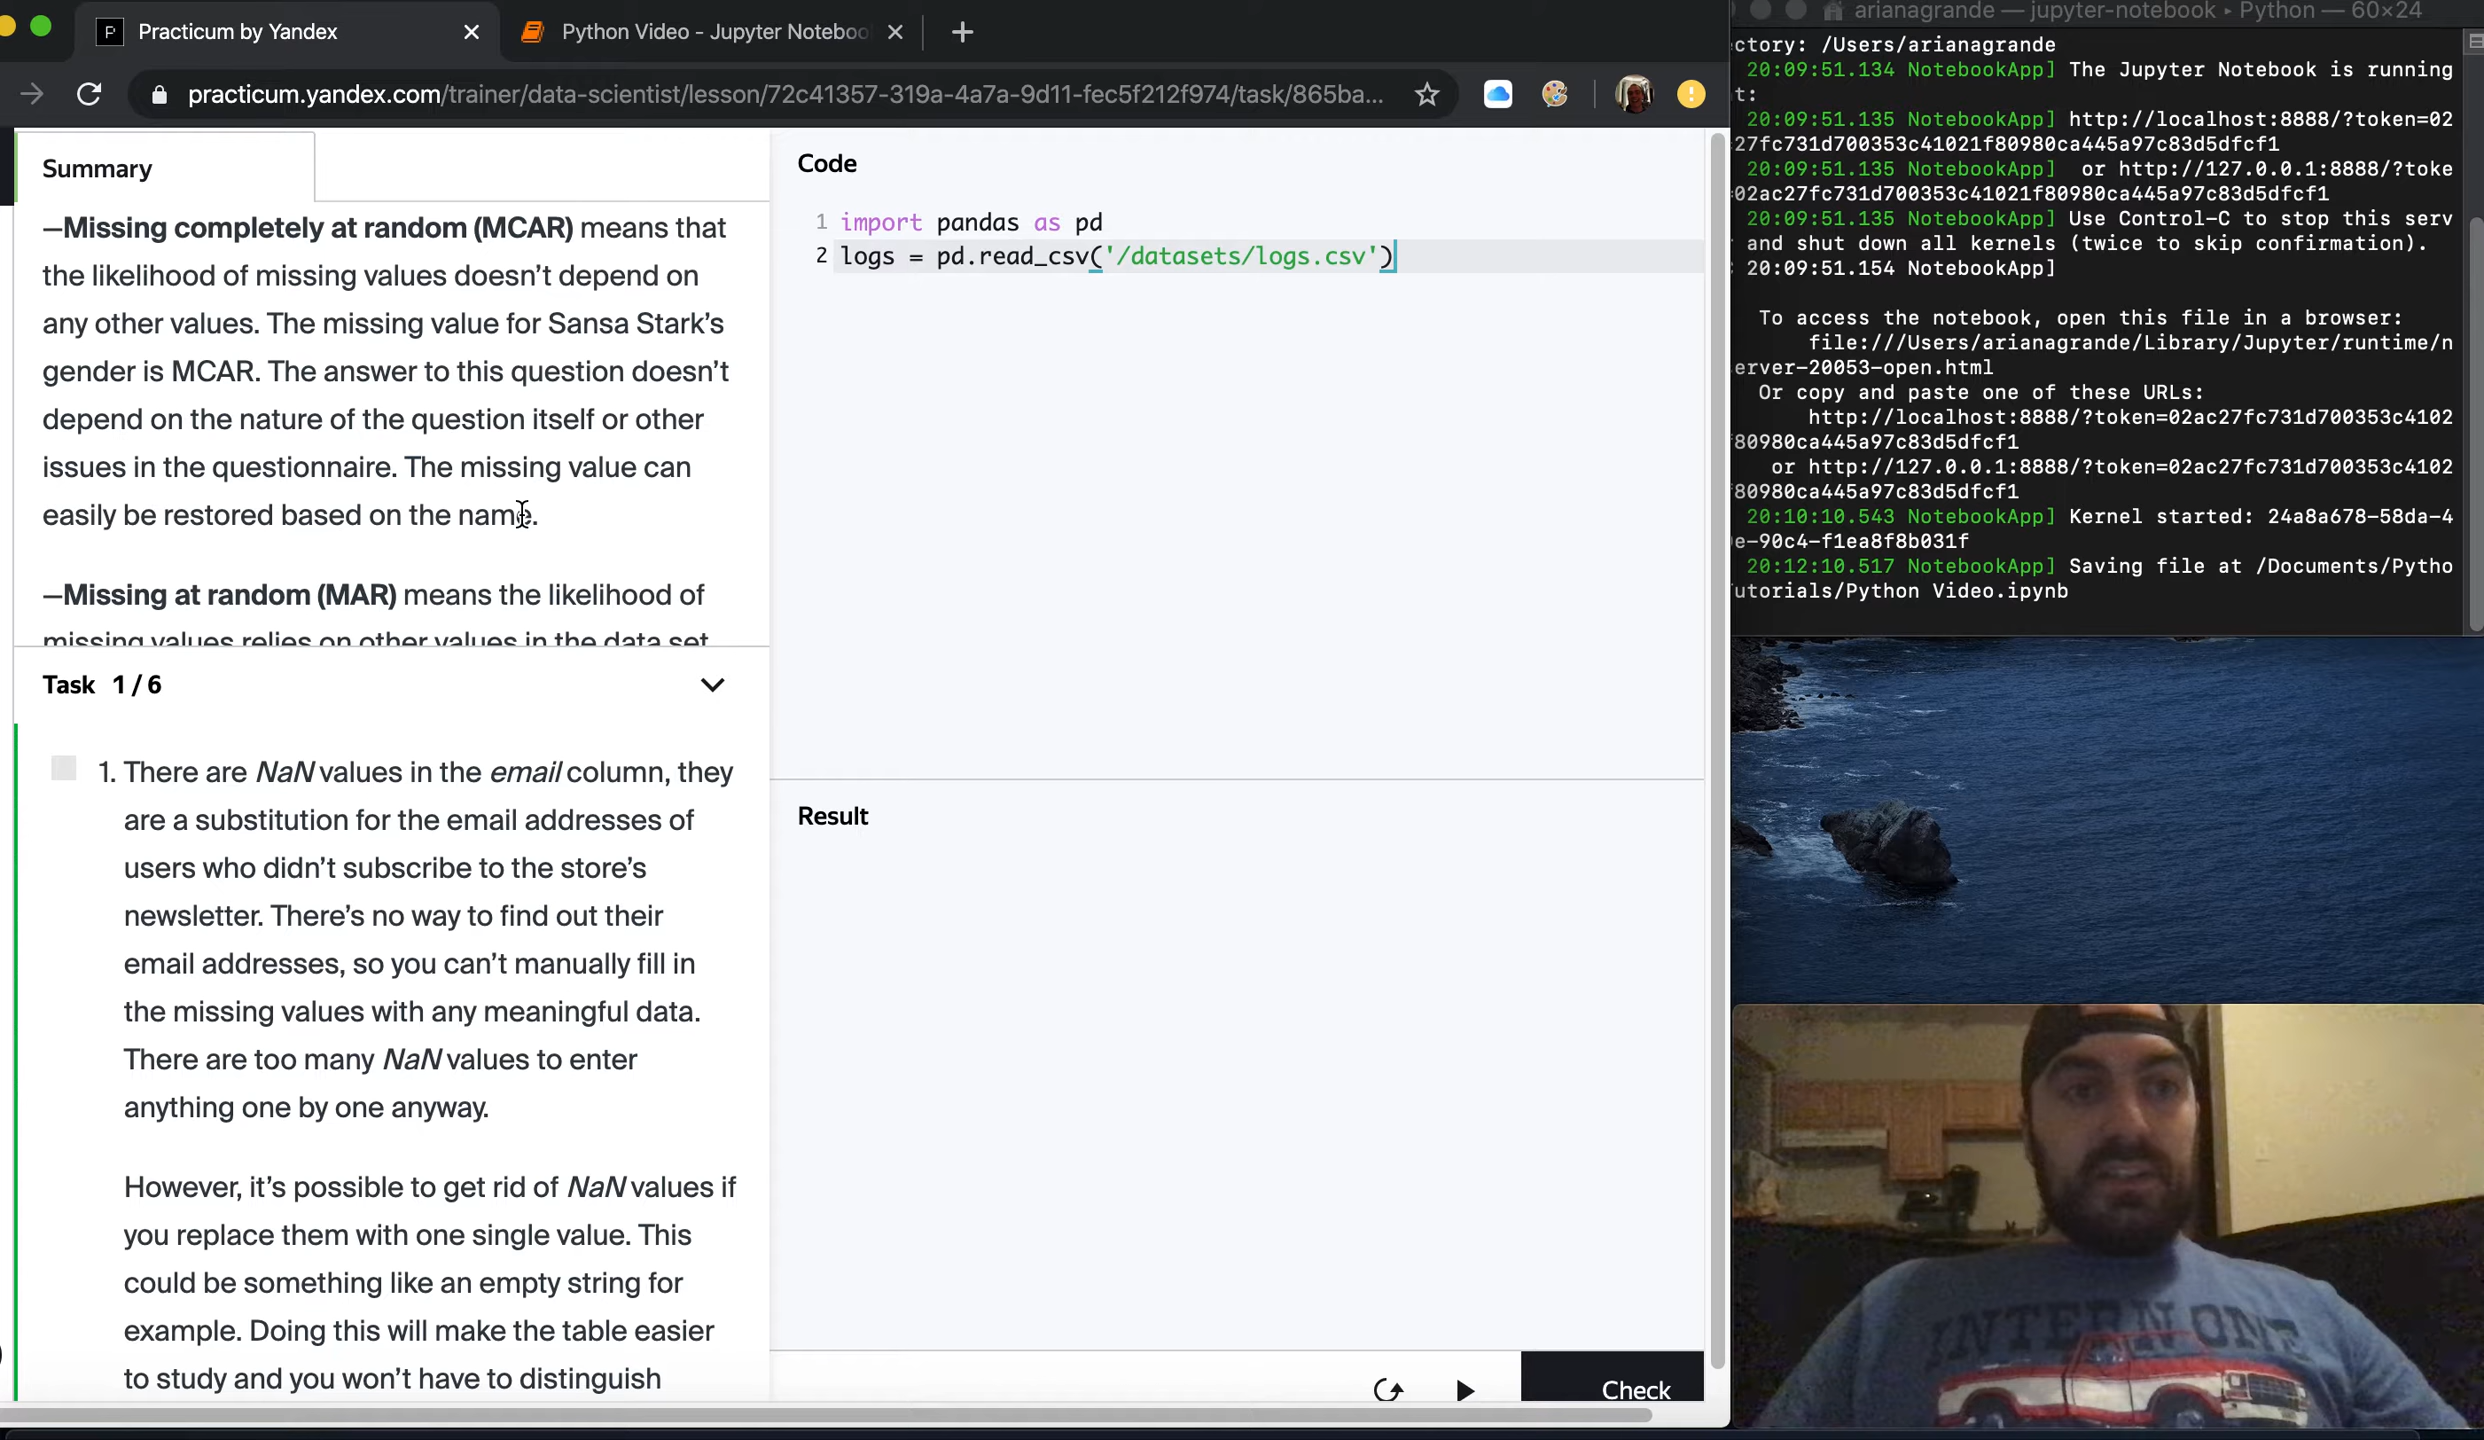 Practicum by Yandex
Python Video - Jupyter Noteboo
practicum.yandex.com/trainer/data-scientist/lesson/72c41357-319a-4a7a-9d11-fec5f212f974/task/865ba...
Summary
—Missing completely at random (MCAR) means that
the likelihood of missing values doesn’t depend on
any other values. The missing value for Sansa Stark’s
gender is MCAR. The answer to this question doesn’t
depend on the nature of the question itself or other
issues in the questionnaire. The missing value can
easily be restored based on the name.
—Missing at random (MAR) means the likelihood of
missing values relies on other values in the data set
Task 1 / 6
1. There are NaN values in the email column, they
are a substitution for the email addresses of
users who didn’t subscribe to the store’s
newsletter. There’s no way to find out their
email addresses, so you can’t manually fill in
the missing values with any meaningful data.
There are too many NaN values to enter
anything one by one anyway.
However, it’s possible to get rid of NaN values if
you replace them with one single value. This
could be something like an empty string for
example. Doing this will make the table easier
to study and you won’t have to distinguish
Code
1 import pandas as pd
2 logs = pd.read_csv('/datasets/logs.csv')
Result
Check
arianagrande — jupyter-notebook ▸ Python — 60×24
ctory: /Users/arianagrande
20:09:51.134 NotebookApp] The Jupyter Notebook is running
t:
20:09:51.135 NotebookApp] http://localhost:8888/?token=02
27fc731d700353c41021f80980ca445a97c83d5dfcf1
20:09:51.135 NotebookApp]  or http://127.0.0.1:8888/?toke
=02ac27fc731d700353c41021f80980ca445a97c83d5dfcf1
20:09:51.135 NotebookApp] Use Control-C to stop this serv
and shut down all kernels (twice to skip confirmation).
20:09:51.154 NotebookApp]
To access the notebook, open this file in a browser:
file:///Users/arianagrande/Library/Jupyter/runtime/n
erver-20053-open.html
Or copy and paste one of these URLs:
http://localhost:8888/?token=02ac27fc731d700353c4102
f80980ca445a97c83d5dfcf1
or http://127.0.0.1:8888/?token=02ac27fc731d700353c4102
f80980ca445a97c83d5dfcf1
20:10:10.543 NotebookApp] Kernel started: 24a8a678-58da-4
e-90c4-f1ea8f8b031f
20:12:10.517 NotebookApp] Saving file at /Documents/Pytho
utorials/Python Video.ipynb
INTERN ON